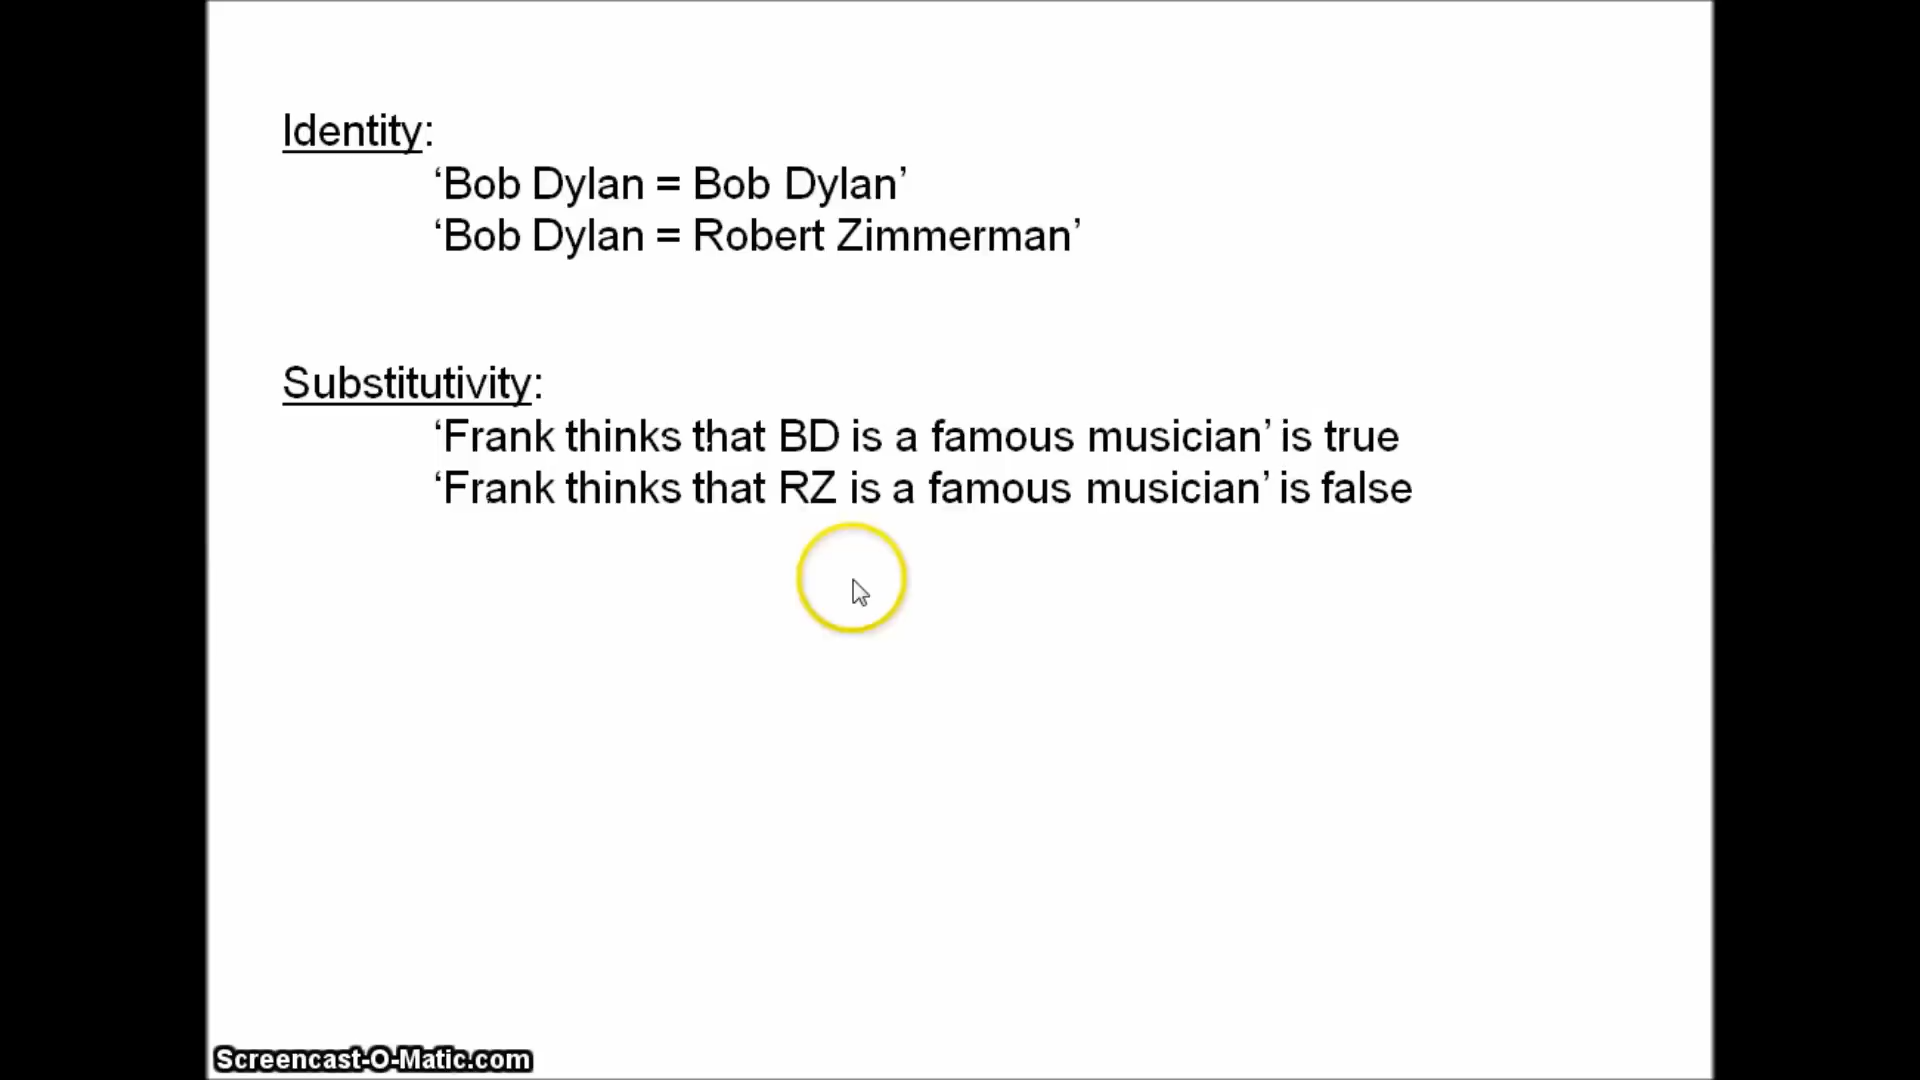 Identity:
‘Bob Dylan = Bob Dylan’
‘Bob Dylan = Robert Zimmerman’
Substitutivity:
‘Frank thinks that BD is a famous musician’ is true
‘Frank thinks that RZ is a famous musician’ is false
Screencast-O-Matic.com